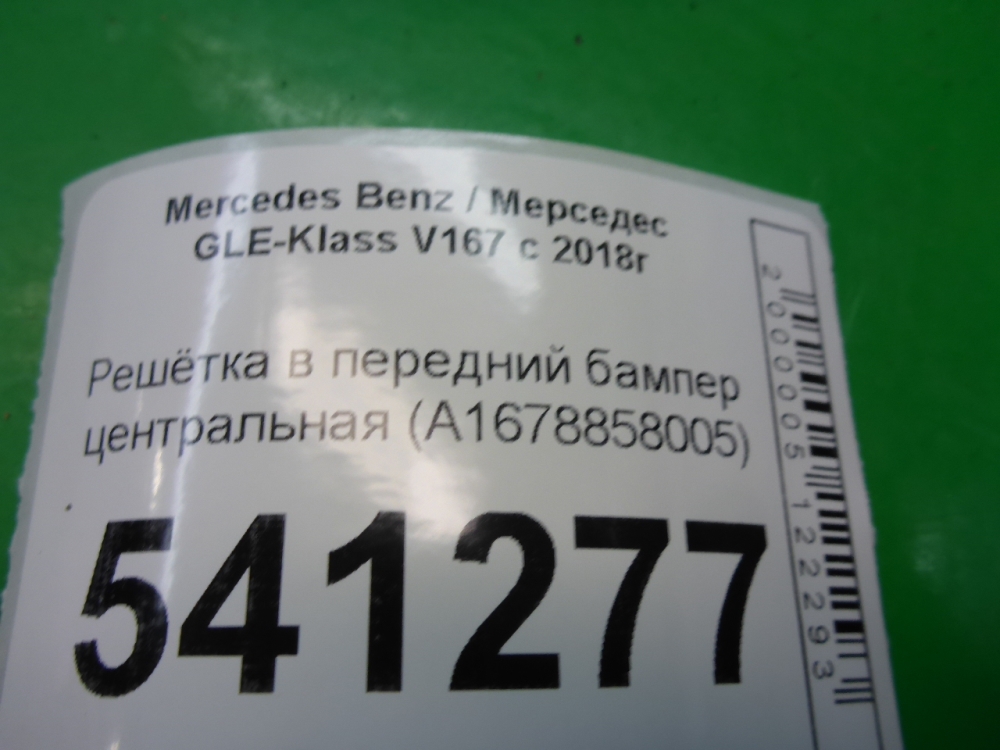 Mercedes Benz / Мерседес
GLE-Klass V167 с 2018г
Решётка в передний бампер
центральная (A1678858005)
541277
2000005122293